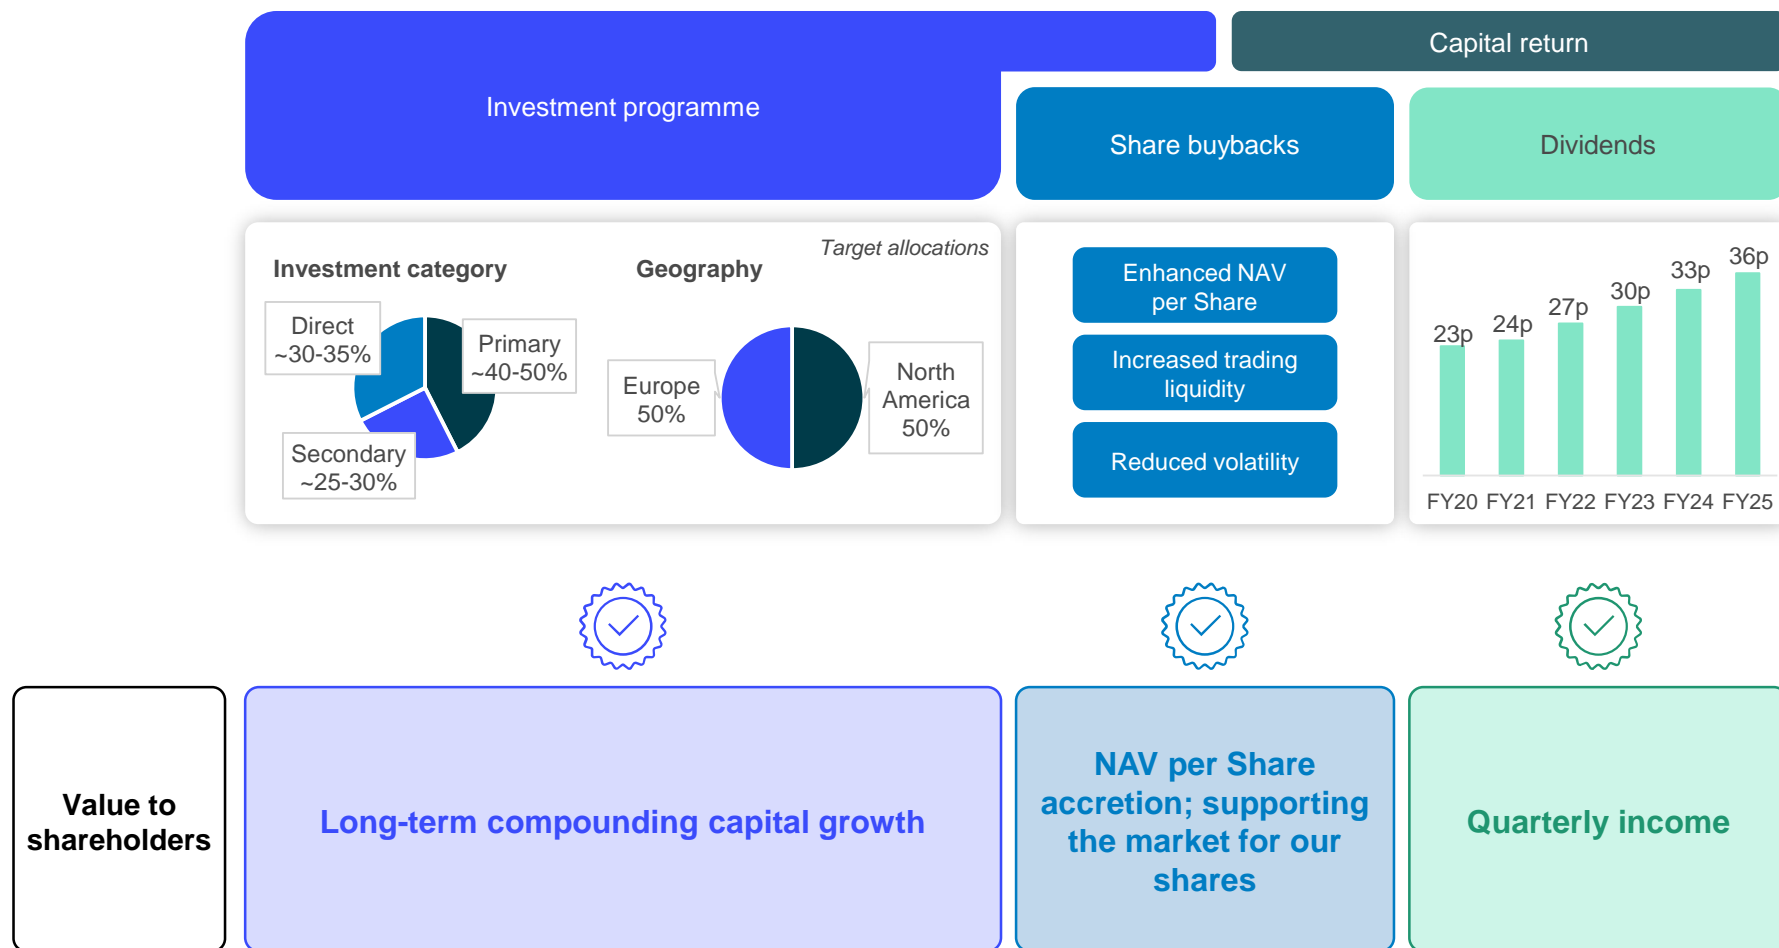 Capital return
Investment programme
Share buybacks
Dividends
Target allocations
Investment category
Geography
Direct
~30-35%
Primary
~40-50%
Secondary
~25-30%
Europe
50%
North
America
50%
Enhanced NAV
per Share
Increased trading
liquidity
Reduced volatility
23p
24p
27p
30p
33p
36p
FY20 FY21 FY22 FY23 FY24 FY25
Value to
shareholders
Long-term compounding capital growth
NAV per Share
accretion; supporting
the market for our
shares
Quarterly income